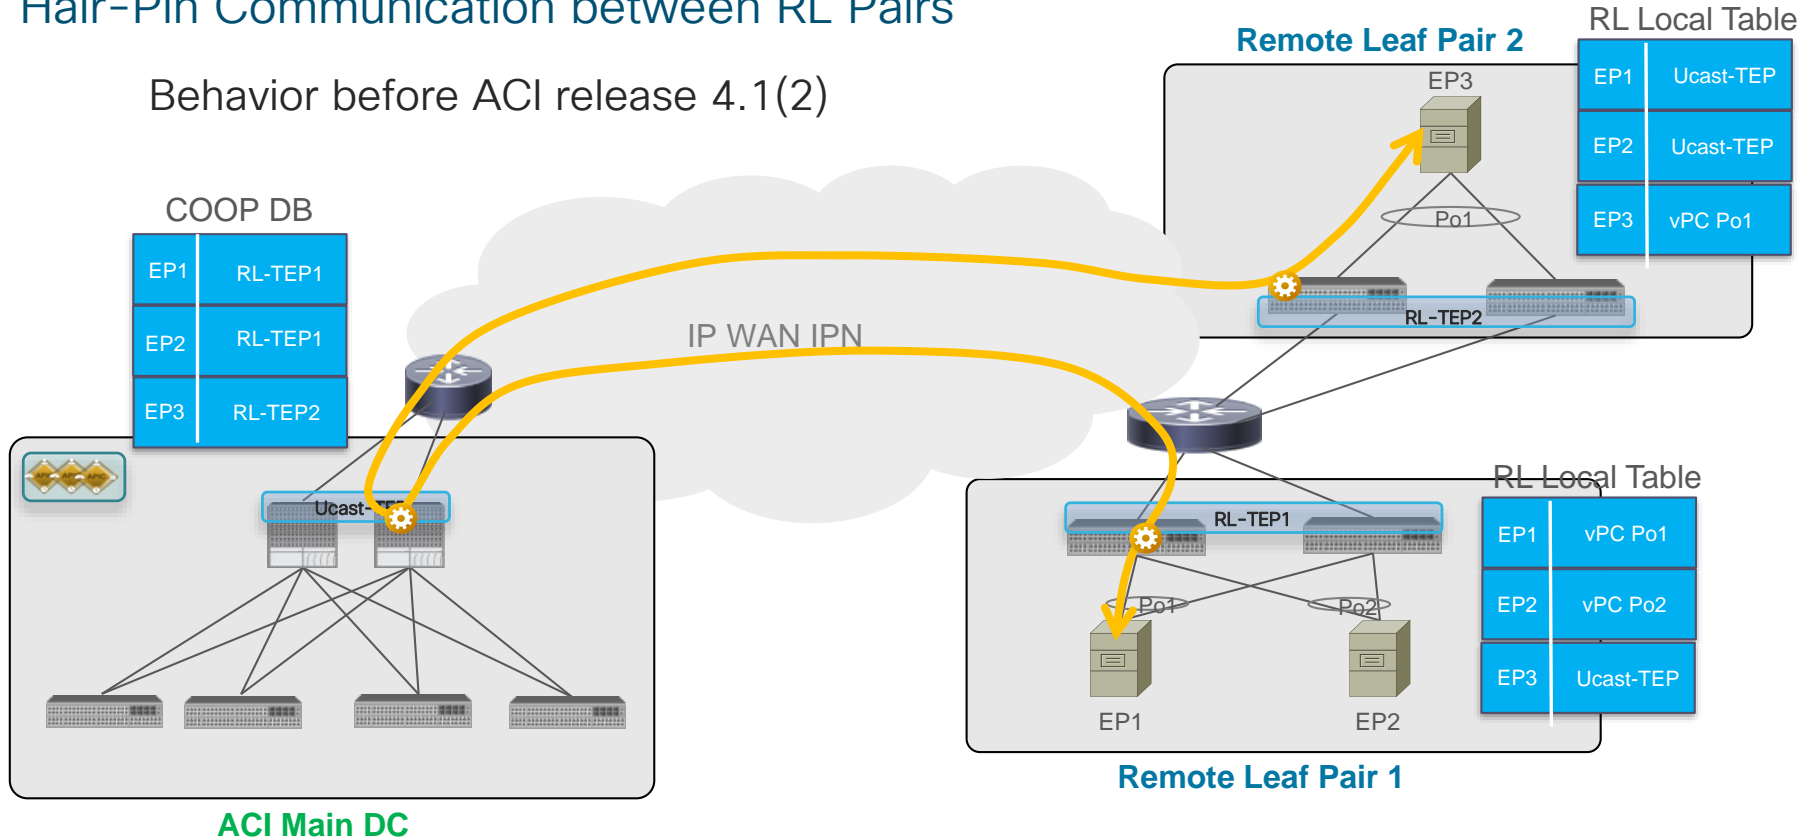 Hair-Pin Communication between RL Pairs
Behavior before ACI release 4.1(2)
Remote Leaf Pair 2
RL Local Table
EP1 Ucast-TEP
EP2 Ucast-TEP
EP3 vPC Po1
EP3
Po1
RL-TEP2
COOP DB
EP1 RL-TEP1
EP2 RL-TEP1
EP3 RL-TEP2
IP WAN IPN
Ucast-TEP
ACI Main DC
RL Local Table
EP1 vPC Po1
EP2 vPC Po2
EP3 Ucast-TEP
RL-TEP1
Po1
Po2
EP1
EP2
Remote Leaf Pair 1